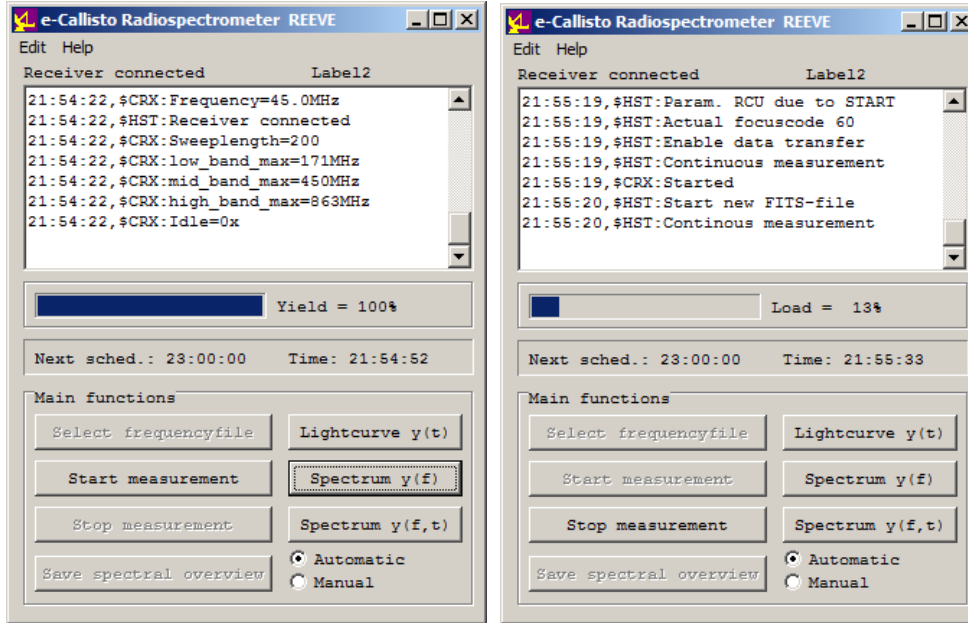 e-Callisto Radiospectrometer REEVE
Edit Help
Receiver connected Label2
21:54:22,$CRX:Frequency=45.0MHz
21:54:22,$HST:Receiver connected
21:54:22,$CRX:Sweeplength=200
21:54:22,$CRX:low_band_max=171MHz
21:54:22,$CRX:mid_band_max=450MHz
21:54:22,$CRX:high_band_max=863MHz
21:54:22,$CRX:Idle=0x
Yield = 100%
Next sched.: 23:00:00 Time: 21:54:52
Main functions
Select frequencyfile Lightcurve y(t)
Start measurement Spectrum y(f)
Stop measurement Spectrum y(f,t)
Save spectral overview Automatic
Manual
e-Callisto Radiospectrometer REEVE
Edit Help
Receiver connected Label2
21:55:19,$HST:Param. RCU due to START
21:55:19,$HST:Actual focuscode 60
21:55:19,$HST:Enable data transfer
21:55:19,$HST:Continuous measurement
21:55:19,$CRX:Started
21:55:20,$HST:Start new FITS-file
21:55:20,$HST:Continous measurement
Load = 13%
Next sched.: 23:00:00 Time: 21:55:33
Main functions
Select frequencyfile Lightcurve y(t)
Start measurement Spectrum y(f)
Stop measurement Spectrum y(f,t)
Save spectral overview Automatic
Manual